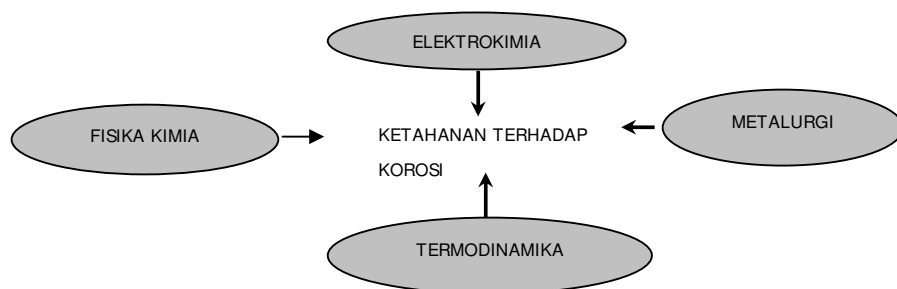 ELEKTROKIMIA
FISIKA KIMIA
KETAHANAN TERHADAP
KOROSI
METALURGI
TERMODINAMIKA